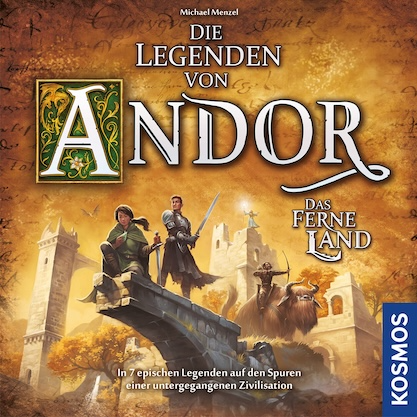 Michael Menzel
DIE
LEGENDEN
VON
ANDOR
DAS
FERNE
LAND
In 7 epischen Legenden auf den Spuren
einer untergegangenen Zivilisation
KOSMOS